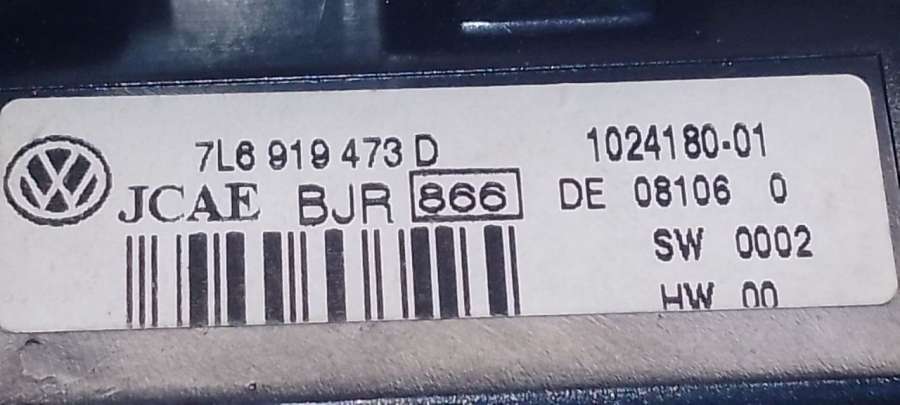 7L6 919 473 D
JCAE BJR 866
1024180-01
DE 08106 0
SW 0002
HW 00